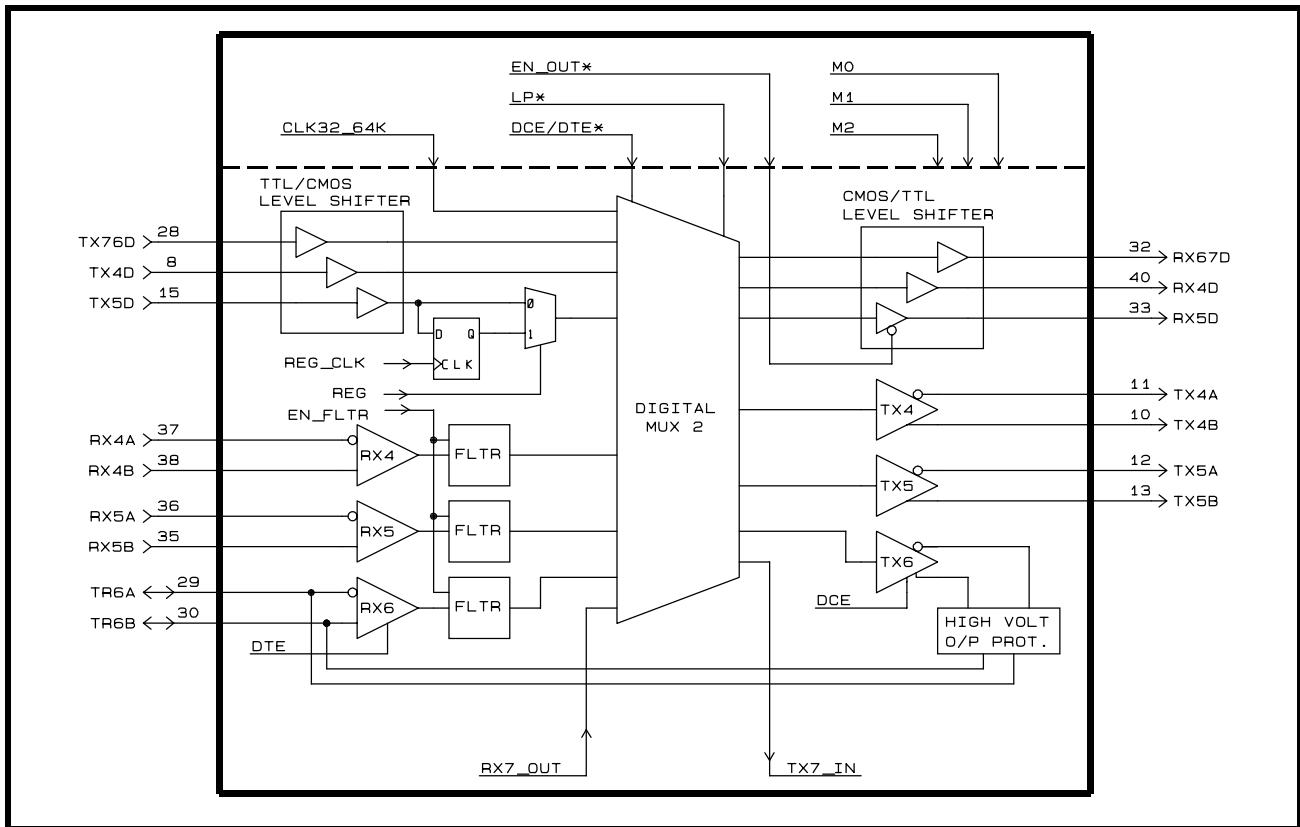 EN_OUT*
M0
LP*
M1
CLK32_64K
DCE/DTE*
M2
TTL/CMOS
LEVEL SHIFTER
CMOS/TTL
LEVEL SHIFTER
TX76D
28
TX4D
8
TX5D
15
32
RX67D
40
RX4D
33
RX5D
0
1
D
Q
CLK
REG_CLK
REG
EN_FLTR
DIGITAL
MUX 2
RX4A
37
RX4B
38
RX4
FLTR
TX4
11
TX4A
10
TX4B
RX5A
36
RX5B
35
RX5
FLTR
TX5
12
TX5A
13
TX5B
TR6A
29
TR6B
30
RX6
FLTR
TX6
DTE
DCE
HIGH VOLT
O/P PROT.
RX7_OUT
TX7_IN